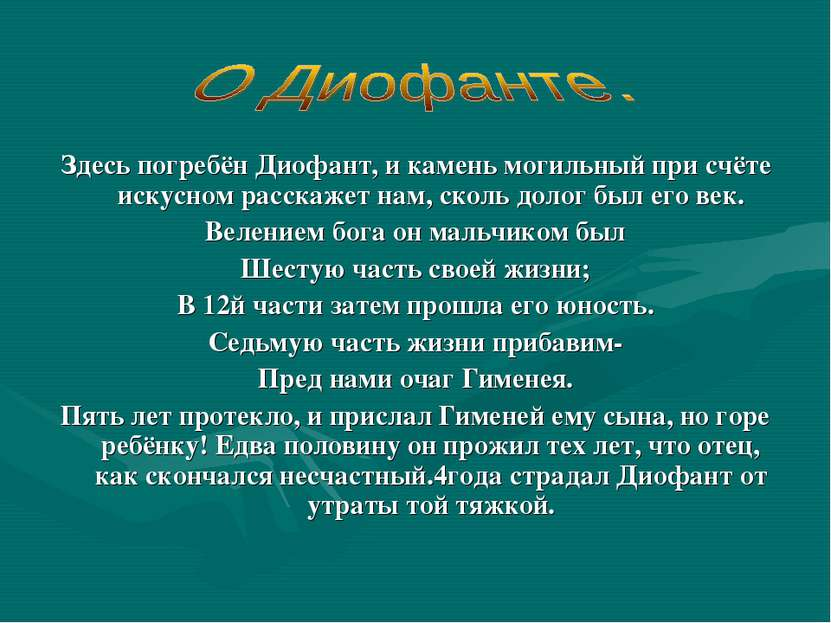 О Диофанте.
Здесь погребён Диофант, и камень могильный при счёте
искусном расскажет нам, сколь долог был его век.
Велением бога он мальчиком был
Шестую часть своей жизни;
В 12й части затем прошла его юность.
Седьмую часть жизни прибавим-
Пред нами очаг Гименея.
Пять лет протекло, и прислал Гименей ему сына, но горе
ребёнку! Едва половину он прожил тех лет, что отец,
как скончался несчастный.4года страдал Диофант от
утраты той тяжкой.